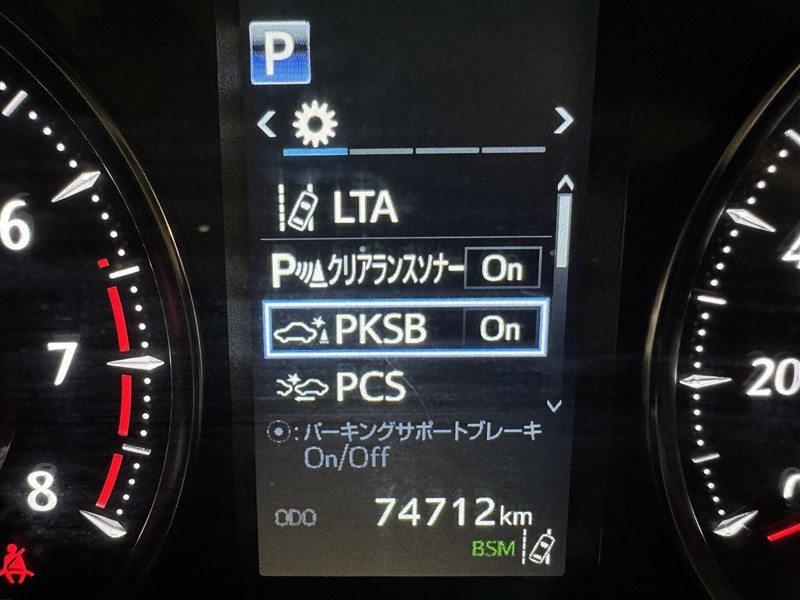 P
LTA
Pクリアランスソナー On
PKSB On
PCS
:パーキングサポートブレーキ
On/Off
ODO 74712km
BSM
6
7
8
20